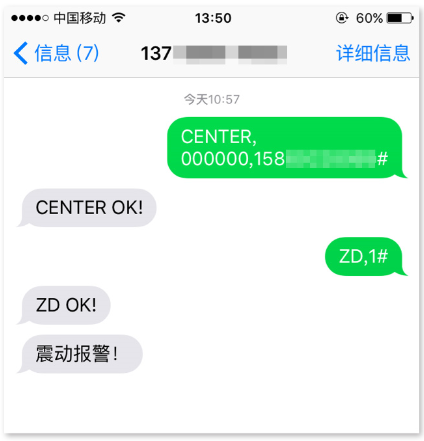 中国移动 13:50 60%
信息 (7) 137 详细信息
今天10:57
CENTER,
000000,158 #
CENTER OK!
ZD,1#
ZD OK!
震动报警！